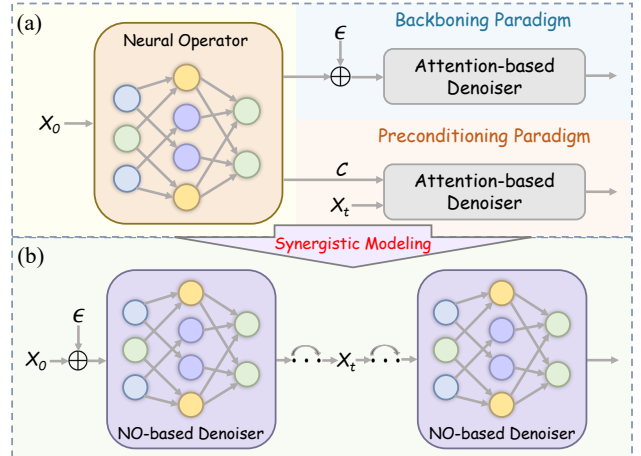 (a)
Neural Operator
X₀
Backboning Paradigm
ϵ
Attention-based
Denoiser
Preconditioning Paradigm
C
Xₜ
Attention-based
Denoiser
Synergistic Modeling
(b)
ϵ
X₀
NO-based Denoiser
Xₜ
NO-based Denoiser